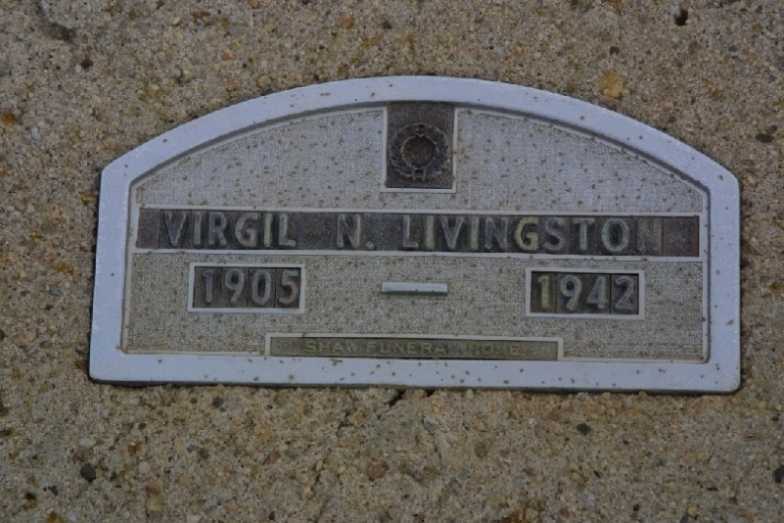 VIRGIL N. LIVINGSTON
1905 — 1942
SHAW FUNERAL HOME